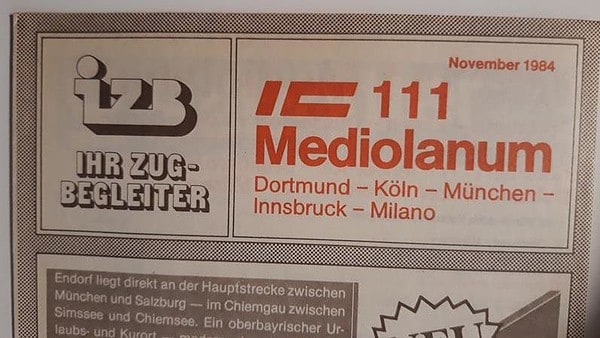 izb
IHR ZUG-
BEGLEITER
November 1984
IC 111
Mediolanum
Dortmund – Köln – München –
Innsbruck – Milano
Endorf liegt direkt an der Hauptstrecke zwischen
München und Salzburg — im Chiemgau zwischen
Simssee und Chiemsee. Ein oberbayrischer Ur-
laubs- und Kurort —
NEU